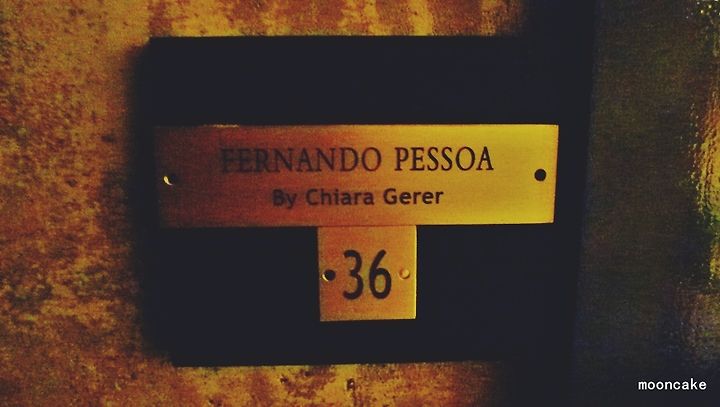 FERNANDO PESSOA
By Chiara Gerer
36
mooncake